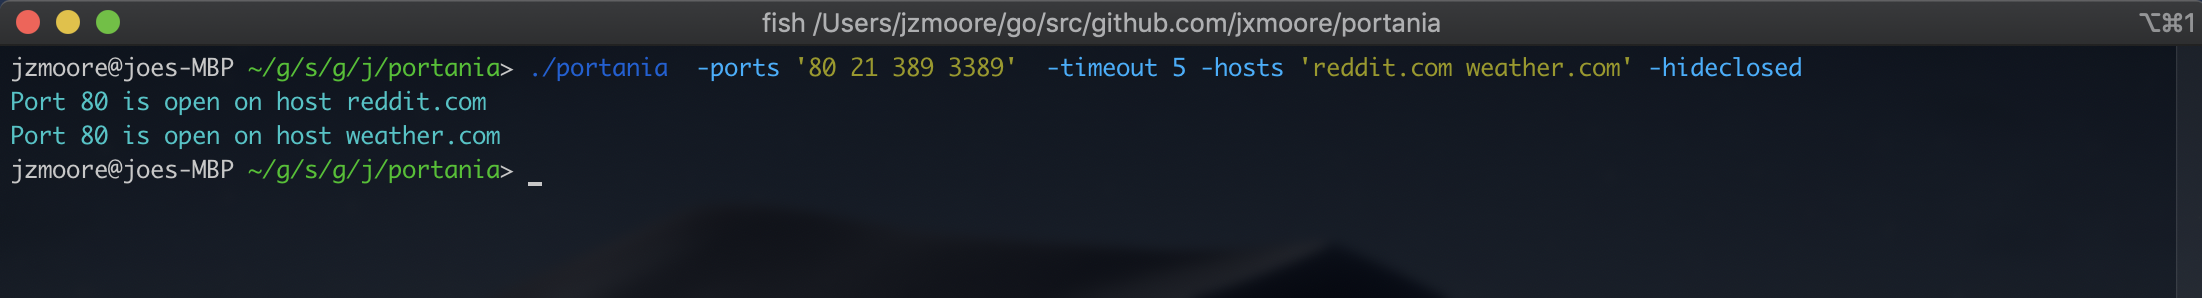 fish /Users/jzmoore/go/src/github.com/jxmoore/portania ⌥⌘1
jzmoore@joes-MBP ~/g/s/g/j/portania> ./portania  -ports '80 21 389 3389'  -timeout 5 -hosts 'reddit.com weather.com' -hideclosed
Port 80 is open on host reddit.com
Port 80 is open on host weather.com
jzmoore@joes-MBP ~/g/s/g/j/portania> _